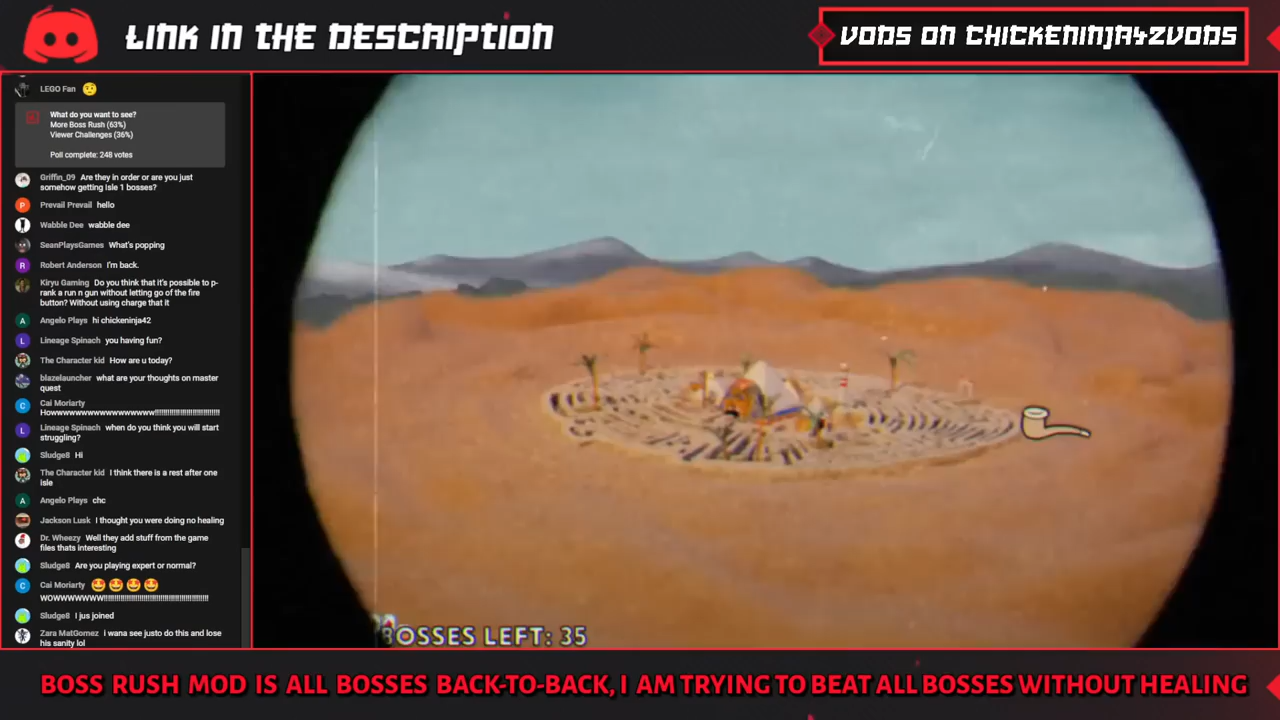 LINK IN THE DESCRIPTION
VODS ON CHICKENINJA42VODS
LEGO Fan
What do you want to see?
More Boss Rush (63%)
Viewer Challenges (36%)
Poll complete: 248 votes
Griffin_09 Are they in order or are you just
somehow getting Isle 1 bosses?
P
Prevail Prevail hello
Wabble Dee wabble dee
SeanPlaysGames What's popping
R
Robert Anderson I'm back.
Kiryu Gaming Do you think that it's possible to p-
rank a run n gun without letting go of the fire
button? Without using charge that it
A
Angelo Plays hi chickeninja42
L
Lineage Spinach you having fun?
The Character kid How are u today?
blazelauncher what are your thoughts on master
quest
C
Cai Moriarty
L
Lineage Spinach when do you think you will start
struggling?
Sludge8 Hi
The Character kid I think there is a rest after one
isle
A
Angelo Plays chc
Jackson Lusk I thought you were doing no healing
Dr. Wheezy Well they add stuff from the game
files thats interesting
Sludge8 Are you playing expert or normal?
C
Cai Moriarty 🤩🤩🤩🤩
Sludge8 I jus joined
Zara MatGomez i wana see justo do this and lose
his sanity lol
BOSSES LEFT: 35
BOSS RUSH MOD IS ALL BOSSES BACK-TO-BACK, I AM TRYING TO BEAT ALL BOSSES WITHOUT HEALING